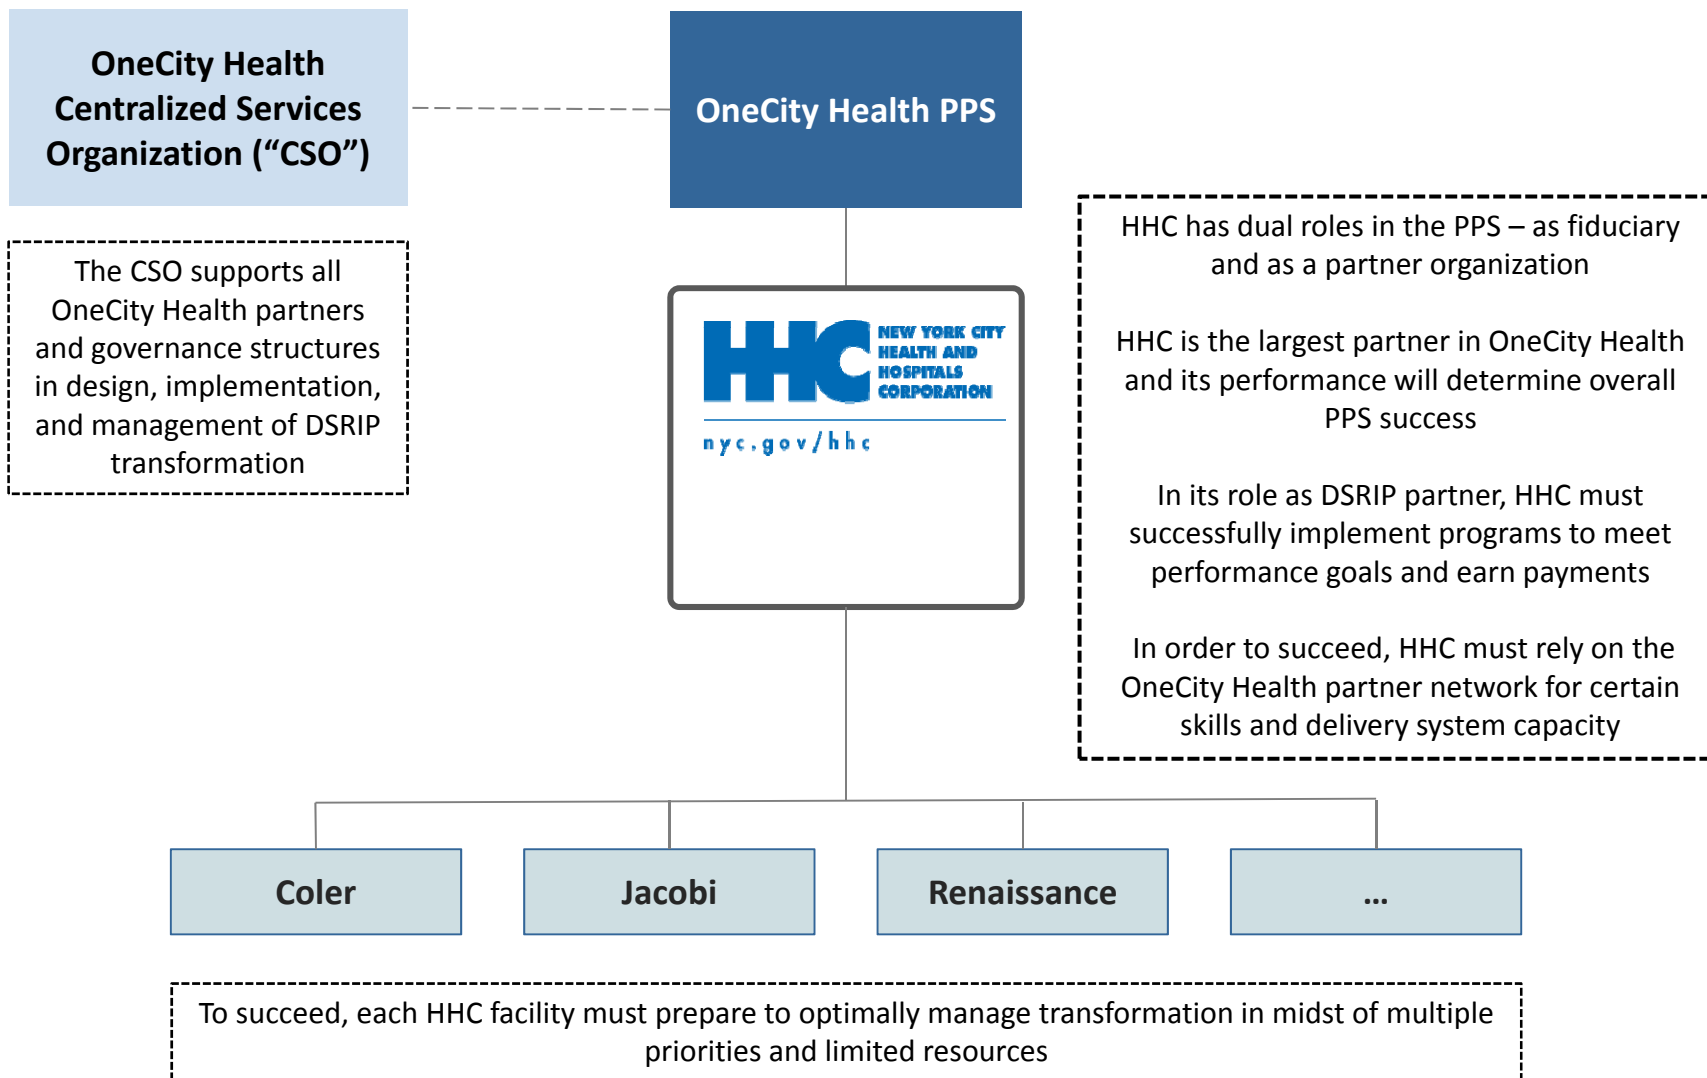 OneCity Health
Centralized Services
Organization (“CSO”)
OneCity Health PPS
The CSO supports all
OneCity Health partners
and governance structures
in design, implementation,
and management of DSRIP
transformation
HHC
NEW YORK CITY
HEALTH AND
HOSPITALS
CORPORATION
nyc.gov/hhc
HHC has dual roles in the PPS – as fiduciary
and as a partner organization
HHC is the largest partner in OneCity Health
and its performance will determine overall
PPS success
In its role as DSRIP partner, HHC must
successfully implement programs to meet
performance goals and earn payments
In order to succeed, HHC must rely on the
OneCity Health partner network for certain
skills and delivery system capacity
Coler
Jacobi
Renaissance
…
To succeed, each HHC facility must prepare to optimally manage transformation in midst of multiple
priorities and limited resources